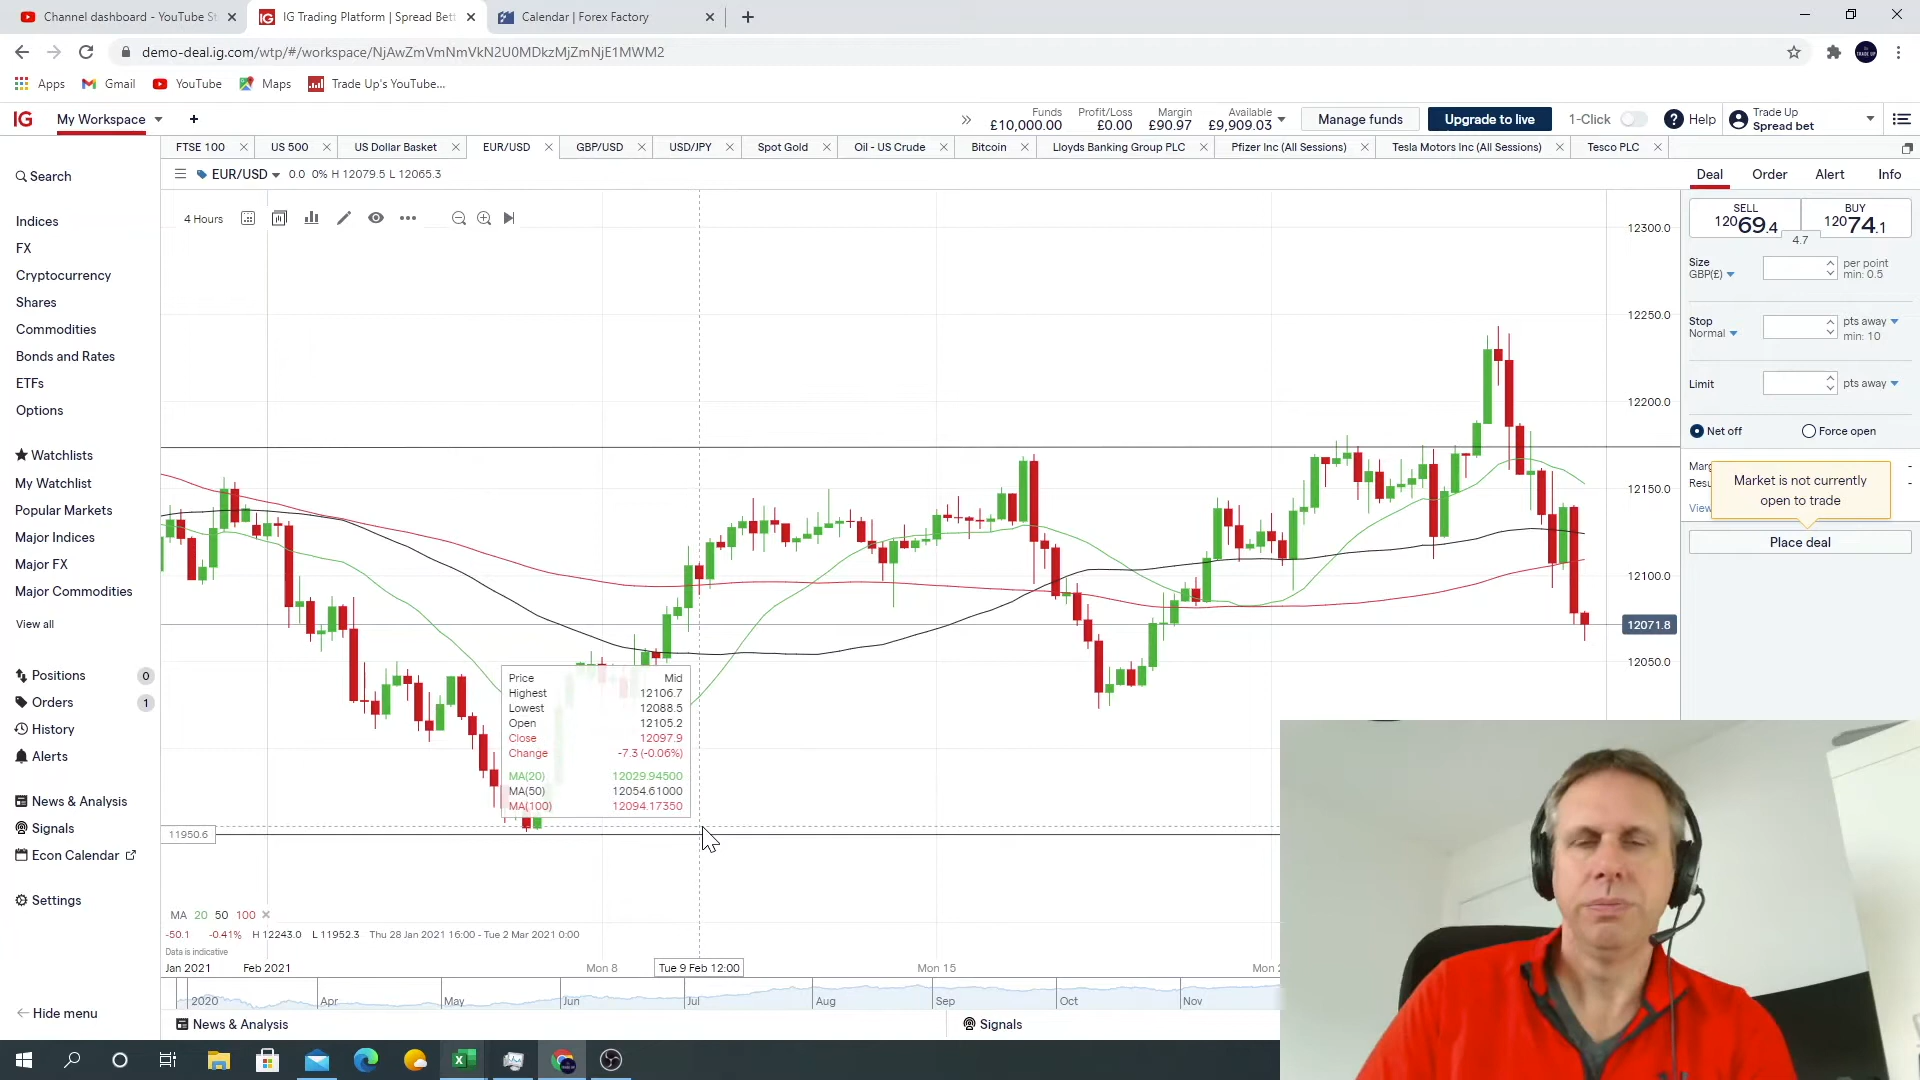 Channel dashboard - YouTube St
IG Trading Platform | Spread Bett
Calendar | Forex Factory
demo-deal.ig.com/wtp/#/workspace/NjAwZmVmNmVkN2U0MDkzMjZmNjE1MWM2
Apps
Gmail
YouTube
Maps
Trade Up's YouTube...
IG
My Workspace
Funds
£10,000.00
Profit/Loss
£0.00
Margin
£90.97
Available
£9,909.03
Manage funds
Upgrade to live
1-Click
Help
Trade Up
Spread bet
FTSE 100
US 500
US Dollar Basket
EUR/USD
GBP/USD
USD/JPY
Spot Gold
Oil - US Crude
Bitcoin
Lloyds Banking Group PLC
Pfizer Inc (All Sessions)
Tesla Motors Inc (All Sessions)
Tesco PLC
Search
Indices
FX
Cryptocurrency
Shares
Commodities
Bonds and Rates
ETFs
Options
Watchlists
My Watchlist
Popular Markets
Major Indices
Major FX
Major Commodities
View all
Positions 0
Orders 1
History
Alerts
News & Analysis
Signals
Econ Calendar
Settings
Hide menu
EUR/USD 0.0 0% H 12079.5 L 12065.3
4 Hours
12300.0
12250.0
12200.0
12150.0
12100.0
12071.8
12050.0
Price Mid
Highest 12106.7
Lowest 12088.5
Open 12105.2
Close 12097.9
Change -7.3 (-0.06%)
MA(20) 12029.94500
MA(50) 12054.61000
MA(100) 12094.17350
11950.6
MA 20 50 100
-50.1 -0.41% H 12243.0 L 11952.3 Thu 28 Jan 2021 16:00 - Tue 2 Mar 2021 0:00
Data is indicative
Jan 2021
Feb 2021
Mon 8
Tue 9 Feb 12:00
Mon 15
Mon 2
2020
Apr
May
Jun
Jul
Aug
Sep
Oct
Nov
News & Analysis
Signals
Deal
Order
Alert
Info
SELL
12069.4
BUY
12074.1
4.7
Size
GBP(£)
per point
min: 0.5
Stop
Normal
pts away
min: 10
Limit
pts away
Net off
Force open
Marg
Resu
View
Market is not currently
open to trade
Place deal